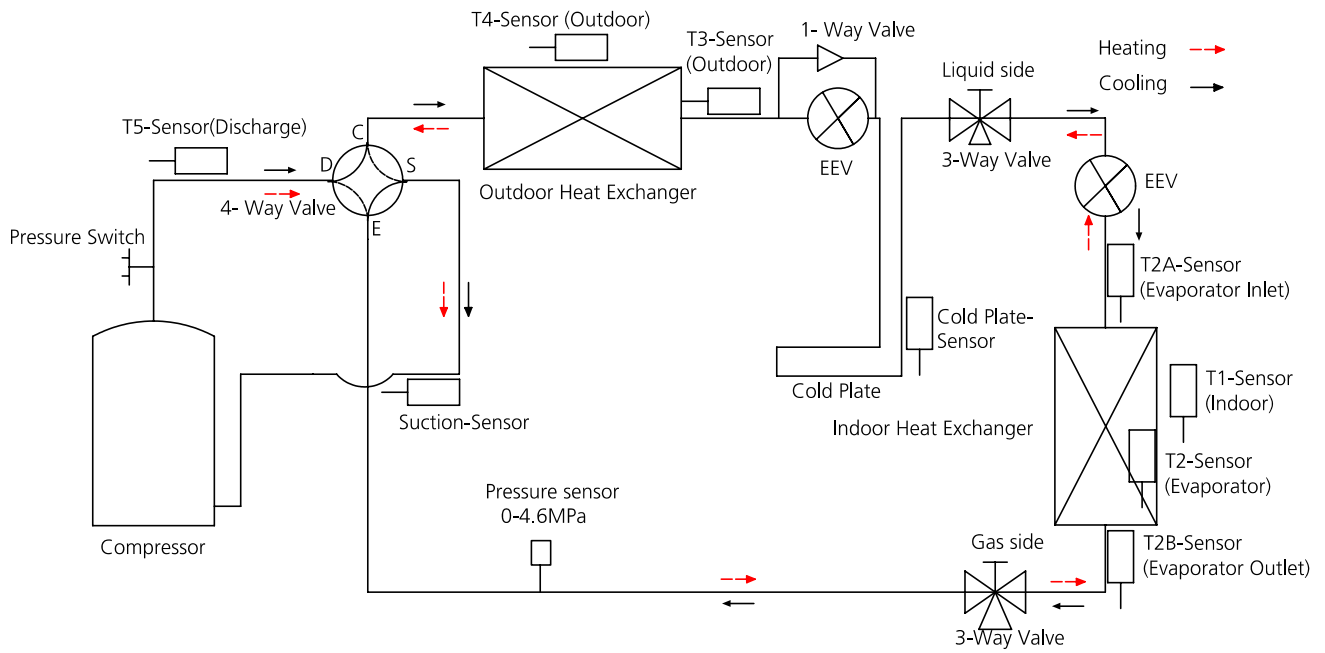 T4-Sensor (Outdoor)
T3-Sensor
(Outdoor)
1- Way Valve
Heating
Cooling
Liquid side
T5-Sensor(Discharge)
C
D
S
E
4- Way Valve
EEV
3-Way Valve
Outdoor Heat Exchanger
EEV
Pressure Switch
T2A-Sensor
(Evaporator Inlet)
Cold Plate-
Sensor
Cold Plate
T1-Sensor
(Indoor)
Suction-Sensor
Indoor Heat Exchanger
T2-Sensor
(Evaporator)
Pressure sensor
0-4.6MPa
Compressor
Gas side
T2B-Sensor
(Evaporator Outlet)
3-Way Valve